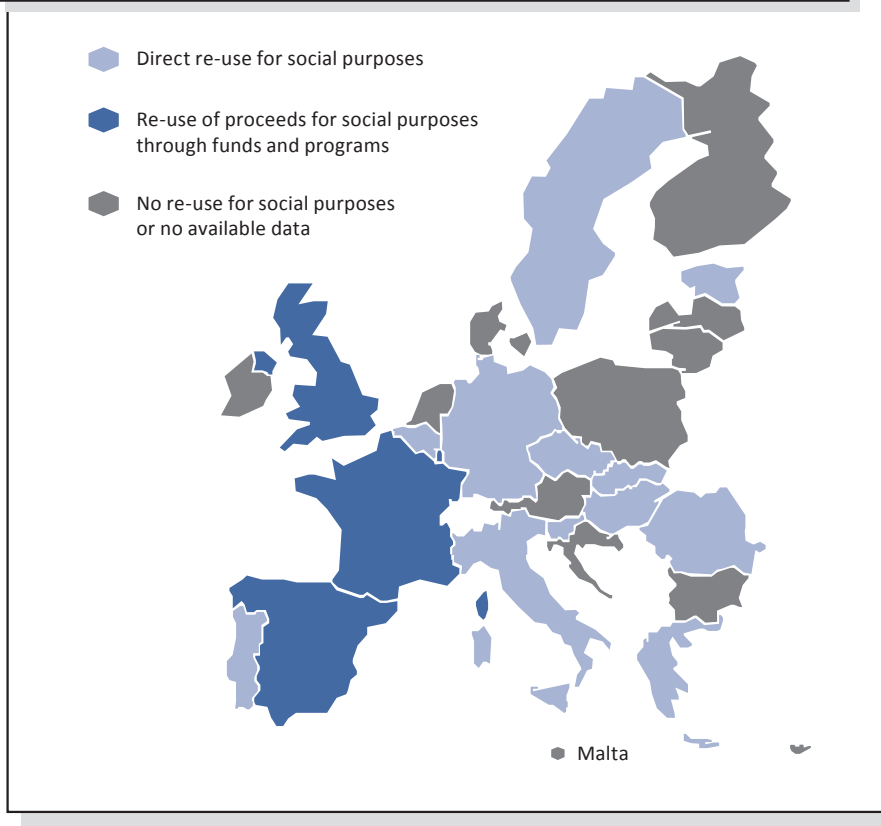 Direct re-use for social purposes
Re-use of proceeds for social purposes
through funds and programs
No re-use for social purposes
or no available data
Malta